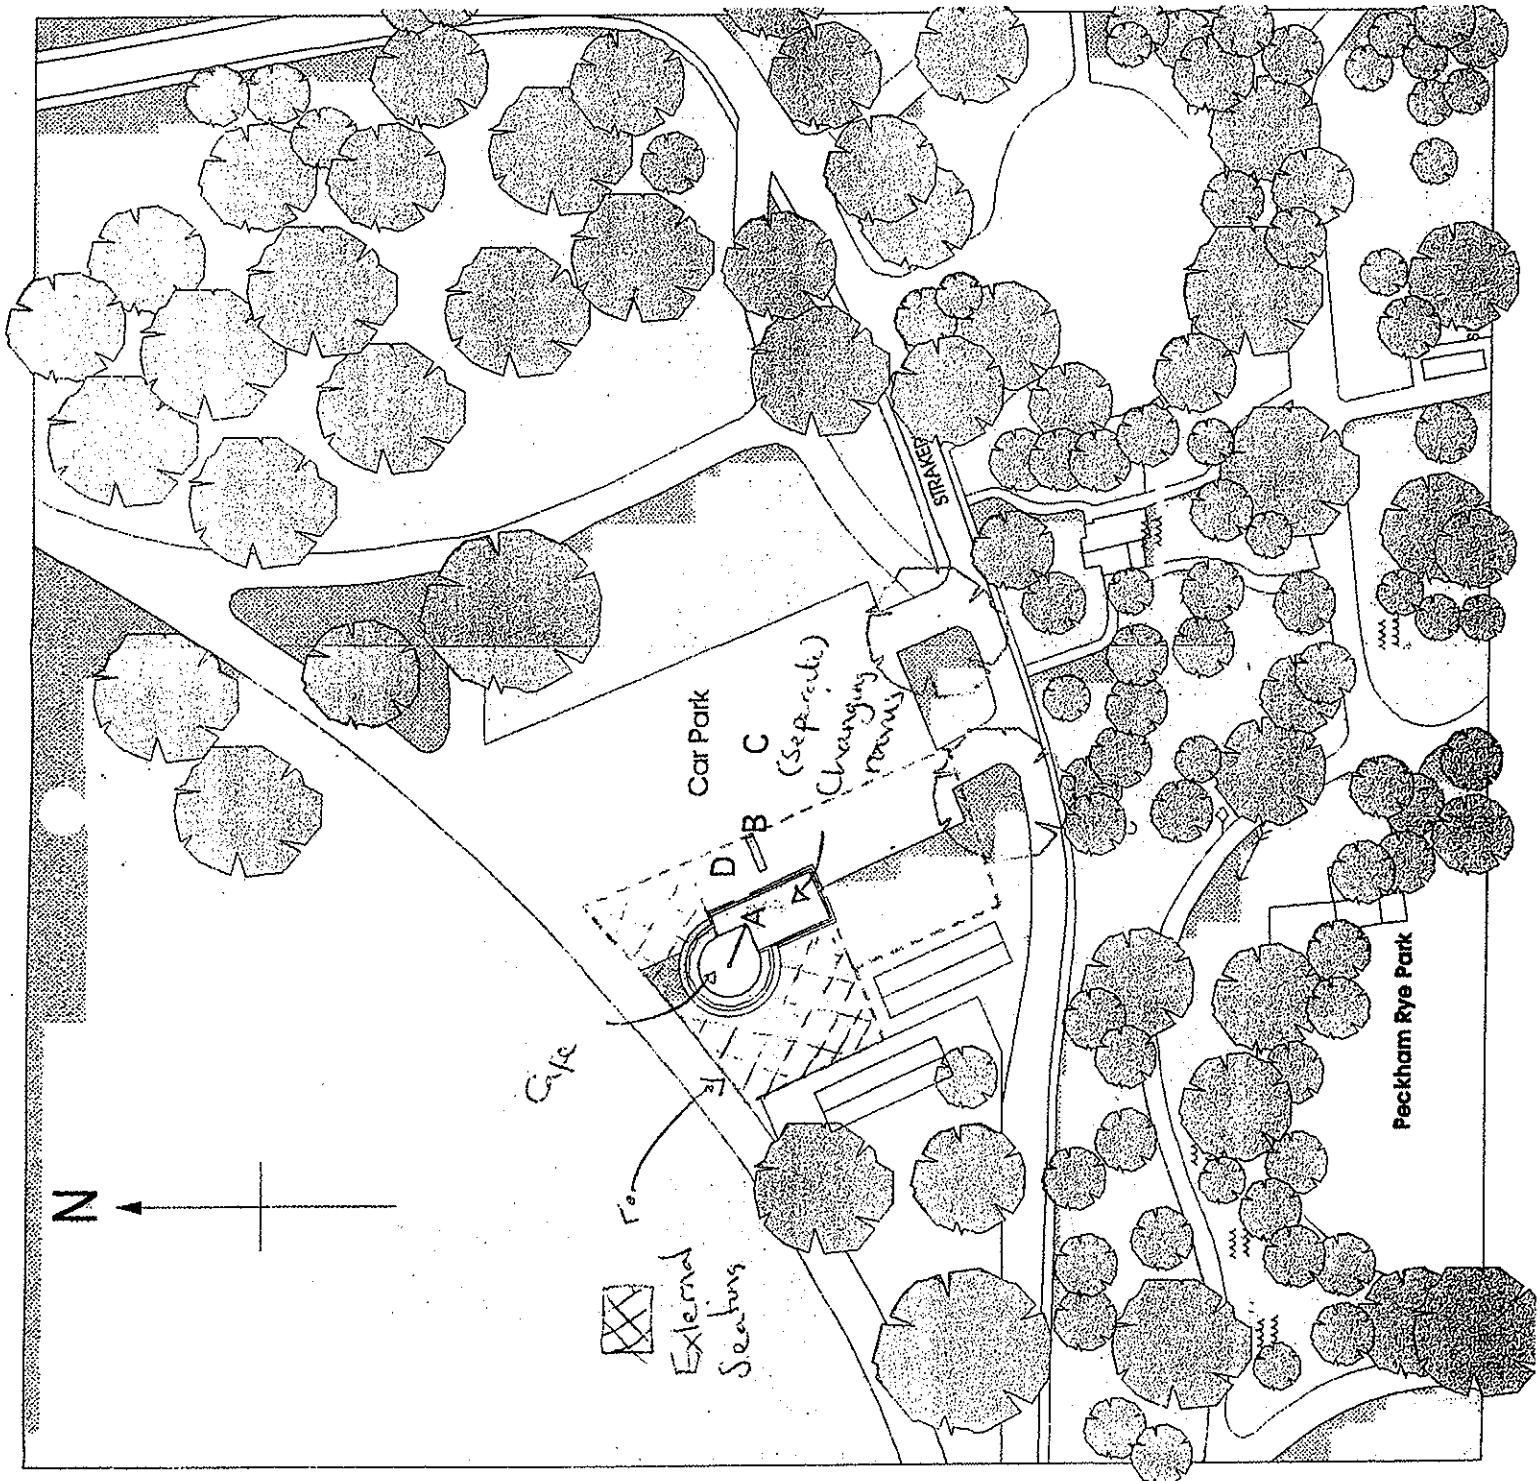 N
External
Seating
Cafe
A
D
B
C
Car Park
(Separate)
Changing
rooms
STRAKER
Peckham Rye Park